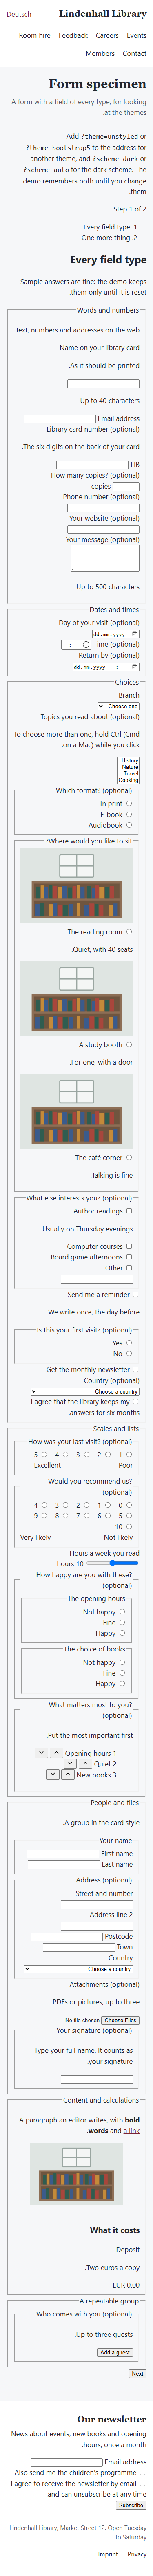 Lindenhall Library
Deutsch
Events
Careers
Feedback
Room hire
Contact
Members
Form specimen
A form with a field of every type, for looking
at the themes.
Add ?theme=unstyled or
?theme=bootstrap5 to the address for
another theme, and ?scheme=dark or
?scheme=auto for the dark scheme. The
demo remembers both until you change
them.
Step 1 of 2
1. Every field type
2. One more thing
Every field type
Sample answers are fine: the demo keeps
them only until it is reset.
Words and numbers
Text, numbers and addresses on the web.
Name on your library card
As it should be printed.
Up to 40 characters
Email address
Library card number (optional)
The six digits on the back of your card.
LIB
How many copies? (optional)
copies
Phone number (optional)
Your website (optional)
Your message (optional)
Up to 500 characters
Dates and times
Day of your visit (optional)
dd.mm.yyyy
Time (optional)
--:--
Return by (optional)
dd.mm.yyyy --:--
Choices
Branch
Choose one
Topics you read about (optional)
To choose more than one, hold Ctrl (Cmd
on a Mac) while you click.
History
Nature
Travel
Cooking
Which format? (optional)
In print
E-book
Audiobook
Where would you like to sit?
The reading room
Quiet, with 40 seats.
A study booth
For one, with a door.
The café corner
Talking is fine.
What else interests you? (optional)
Author readings
Usually on Thursday evenings.
Computer courses
Board game afternoons
Other
Send me a reminder
We write once, the day before.
Is this your first visit? (optional)
Yes
No
Get the monthly newsletter
Country (optional)
Choose a country
I agree that the library keeps my
answers for six months.
Scales and lists
How was your last visit? (optional)
1 2 3 4 5
Poor Excellent
Would you recommend us?
(optional)
0 1 2 3 4
5 6 7 8 9
10
Not likely Very likely
Hours a week you read
10 hours
How happy are you with these?
(optional)
The opening hours
Not happy
Fine
Happy
The choice of books
Not happy
Fine
Happy
What matters most to you?
(optional)
Put the most important first.
1 Opening hours
2 Quiet
3 New books
People and files
A group in the card style.
Your name
First name
Last name
Address (optional)
Street and number
Address line 2
Postcode
Town
Country
Choose a country
Attachments (optional)
PDFs or pictures, up to three.
Choose Files No file chosen
Your signature (optional)
Type your full name. It counts as
your signature.
Content and calculations
A paragraph an editor writes, with bold
words and a link.
What it costs
Deposit
Two euros a copy.
EUR 0.00
A repeatable group
Who comes with you (optional)
Up to three guests.
Add a guest
Next
Our newsletter
News about events, new books and opening
hours, once a month.
Email address
Also send me the children's programme
I agree to receive the newsletter by email
and can unsubscribe at any time.
Subscribe
Lindenhall Library, Market Street 12. Open Tuesday
to Saturday.
Privacy
Imprint